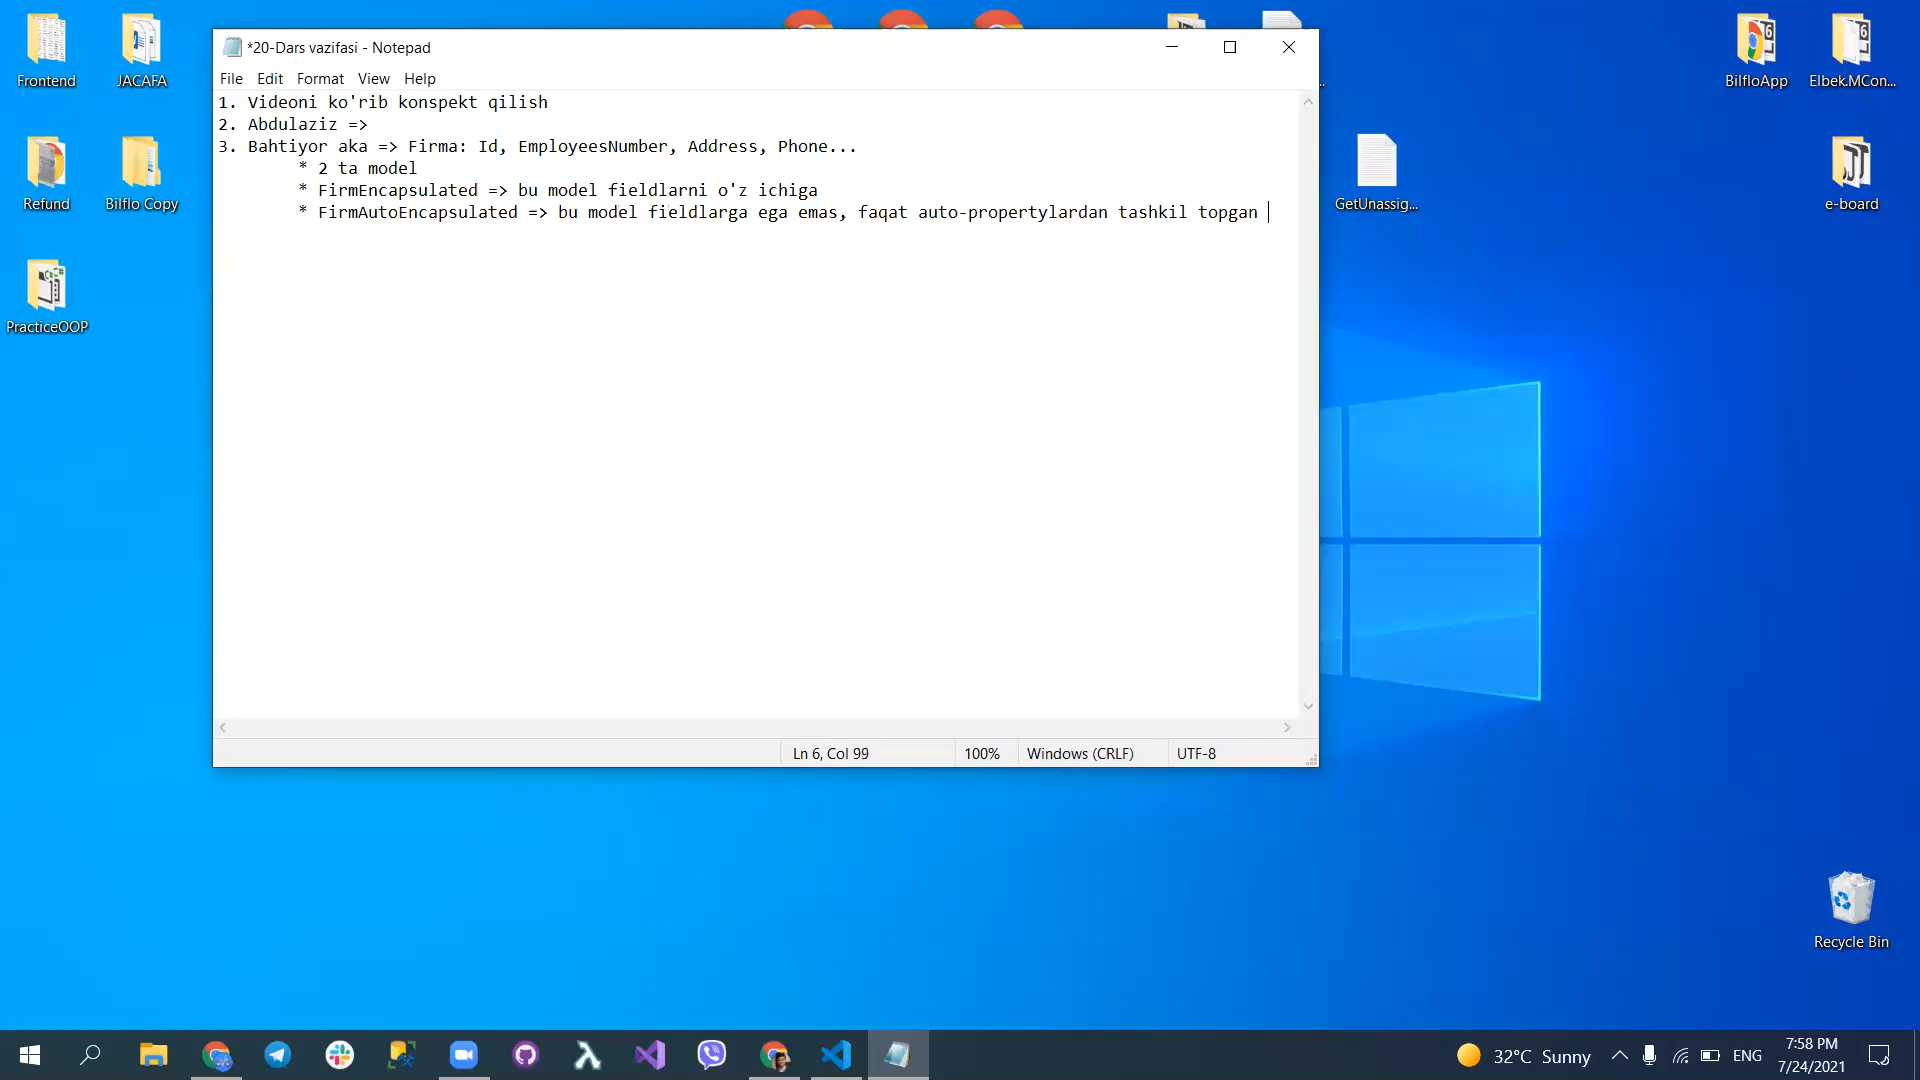 Frontend
JACAFA
BilfloApp
Elbek.MCon...
*20-Dars vazifasi - Notepad
File Edit Format View Help
1. Videoni ko'rib konspekt qilish
2. Abdulaziz =>
3. Bahtiyor aka => Firma: Id, EmployeesNumber, Address, Phone...
* 2 ta model
* FirmEncapsulated => bu model fieldlarni o'z ichiga
* FirmAutoEncapsulated => bu model fieldlarga ega emas, faqat auto-propertylardan tashkil topgan
Refund
Bilflo Copy
GetUnassig...
e-board
PracticeOOP
Ln 6, Col 99
100%
Windows (CRLF)
UTF-8
Recycle Bin
32°C Sunny
ENG
7:58 PM
7/24/2021